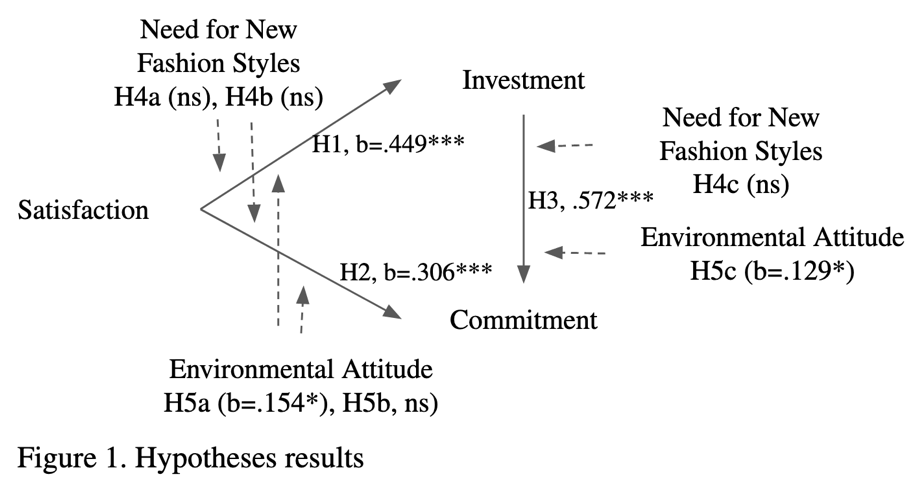 Need for New
Fashion Styles
H4a (ns), H4b (ns)
Investment
H1, b=.449***
Need for New
Fashion Styles
H4c (ns)
Satisfaction
H3, .572***
Environmental Attitude
H5c (b=.129*)
H2, b=.306***
Commitment
Environmental Attitude
H5a (b=.154*), H5b, ns)
Figure 1. Hypotheses results